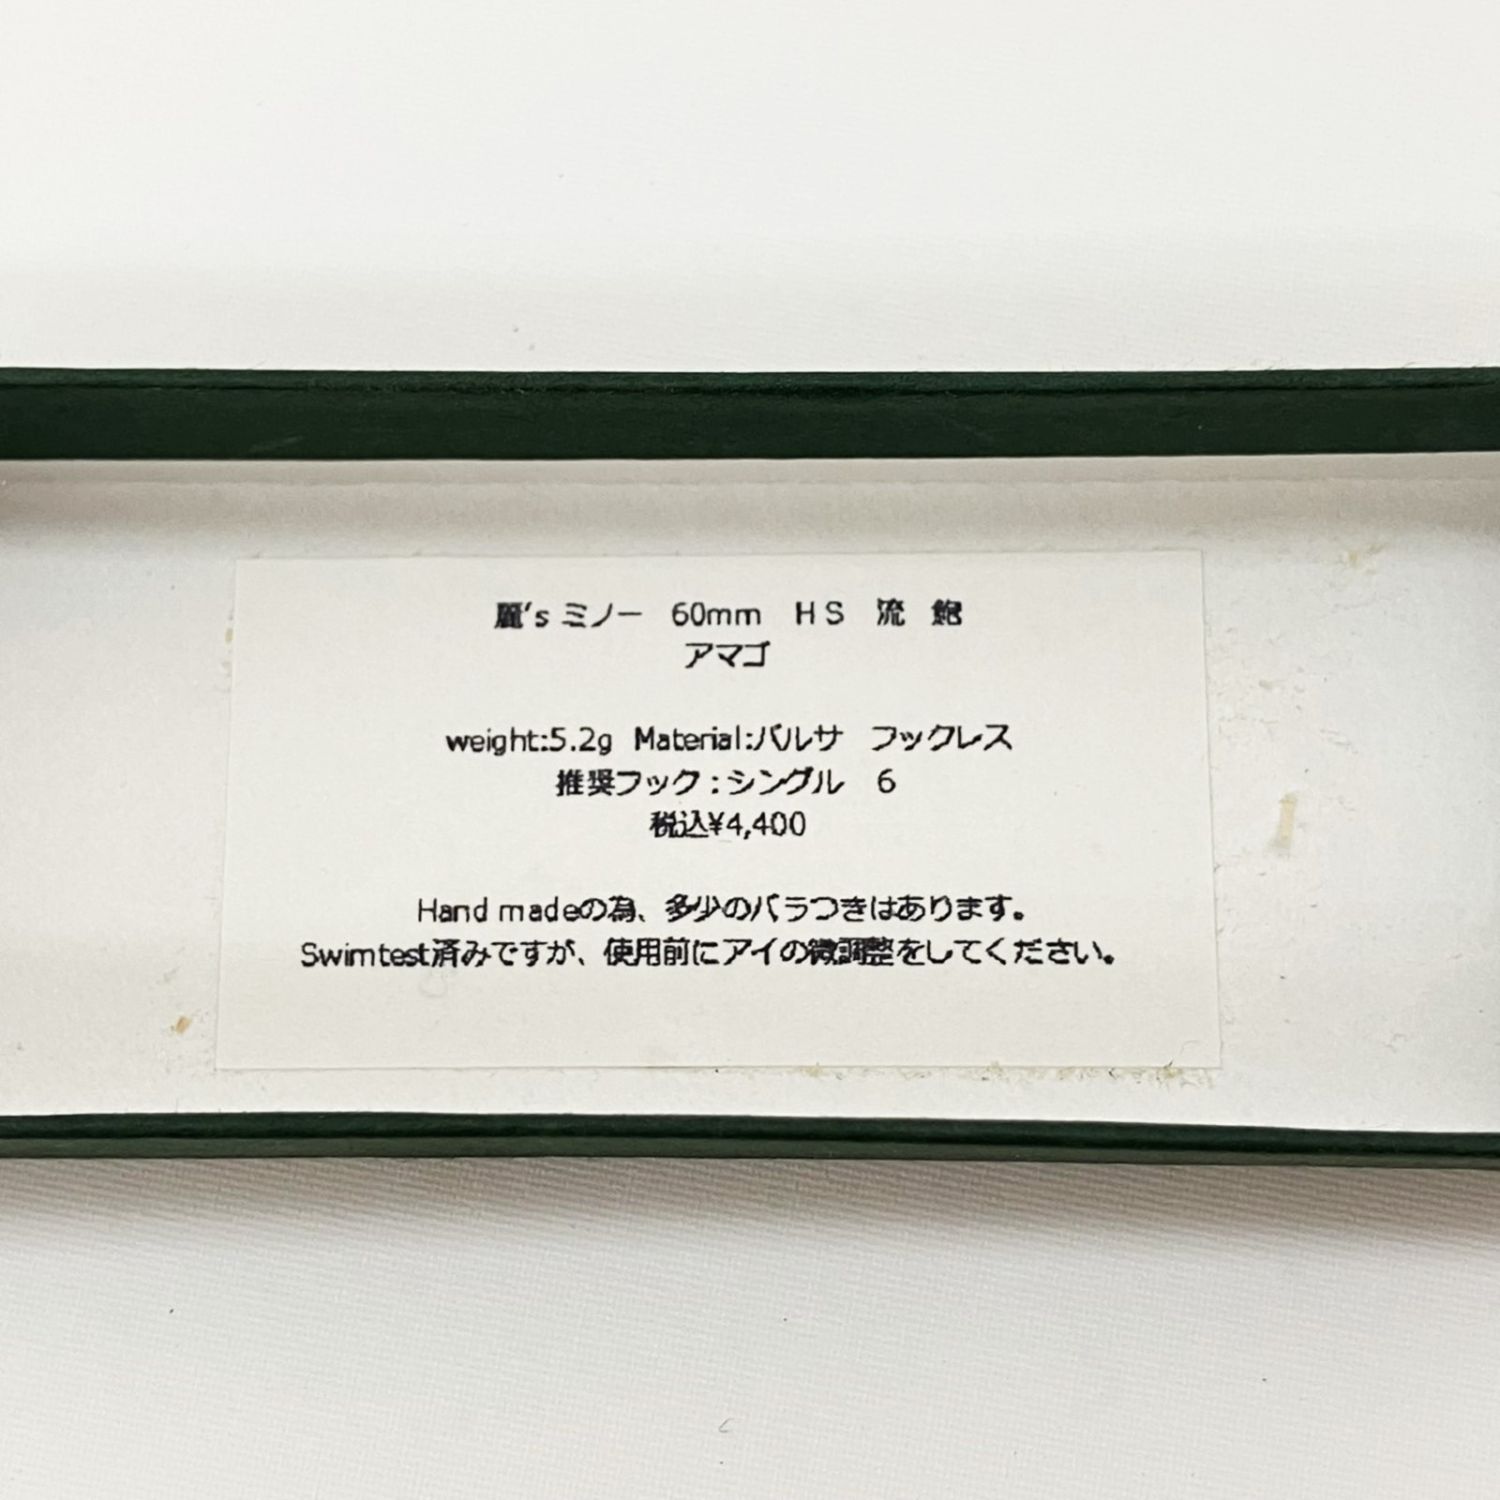 麗's ミノー 60mm HS 流 鮑
アマゴ
weight:5.2g Material:バルサ フックレス
推奨フック：シングル 6
税込¥4,400
Hand madeの為、多少のバラつきはあります。
Swimtest済みですが、使用前にアイの微調整をしてください。